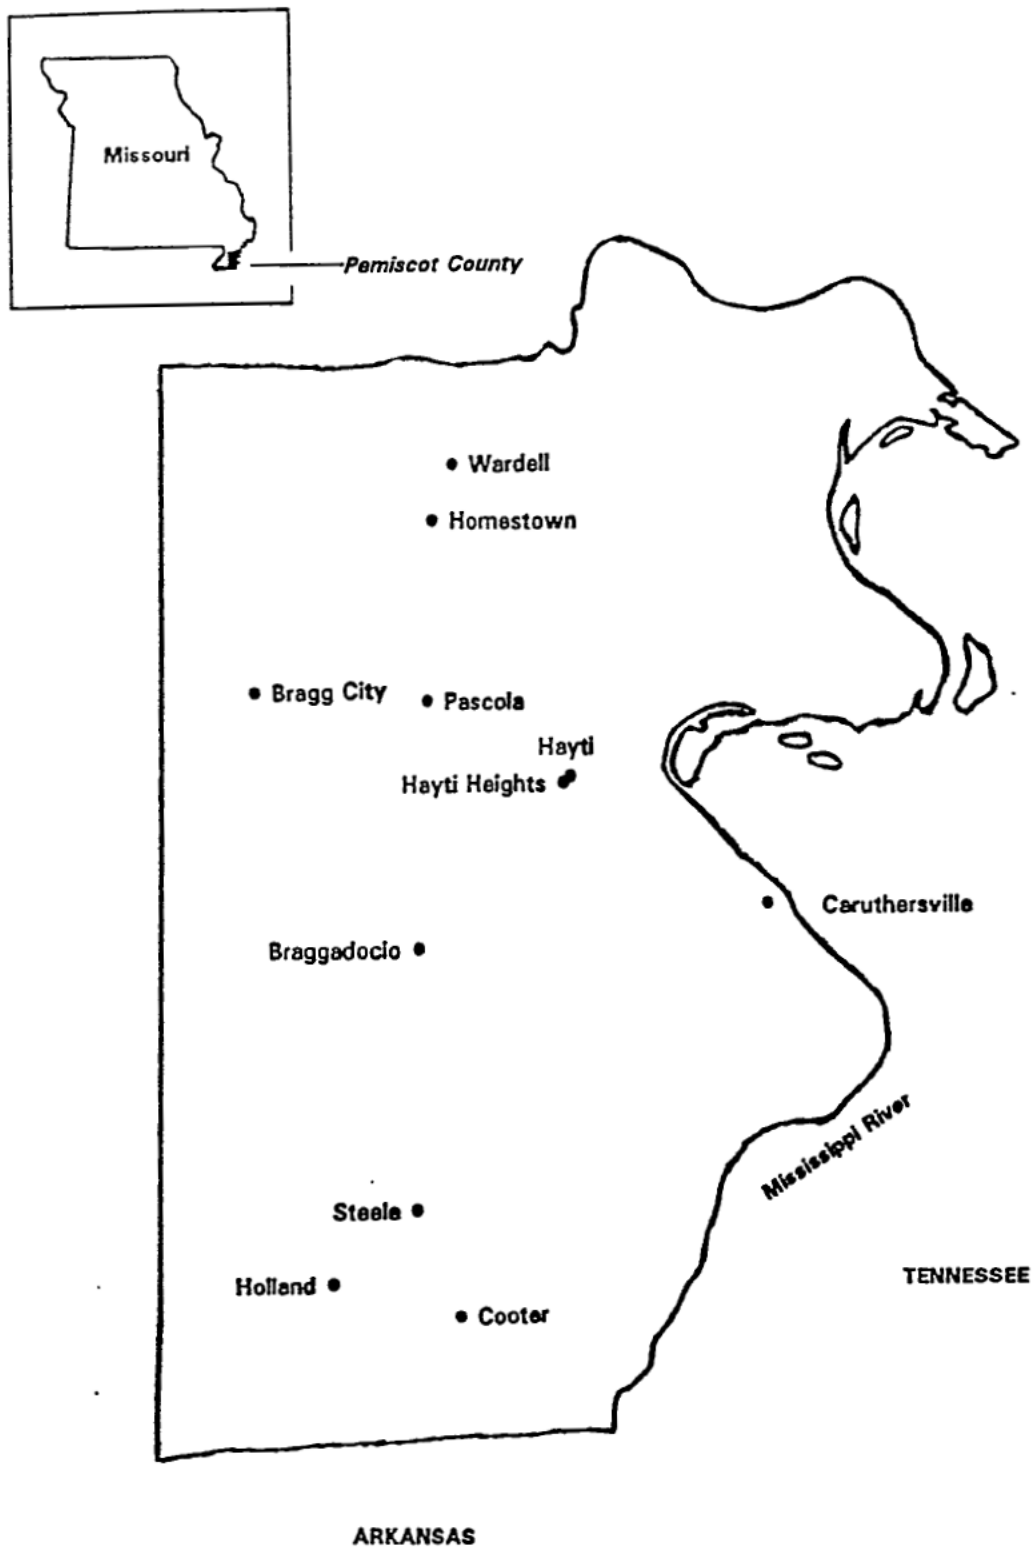 Missouri
Pemiscot County
Wardell
Homestown
Bragg City
Pascola
Hayti
Hayti Heights
Caruthersville
Braggadocio
Mississippi River
Steele
TENNESSEE
Holland
Cooter
ARKANSAS